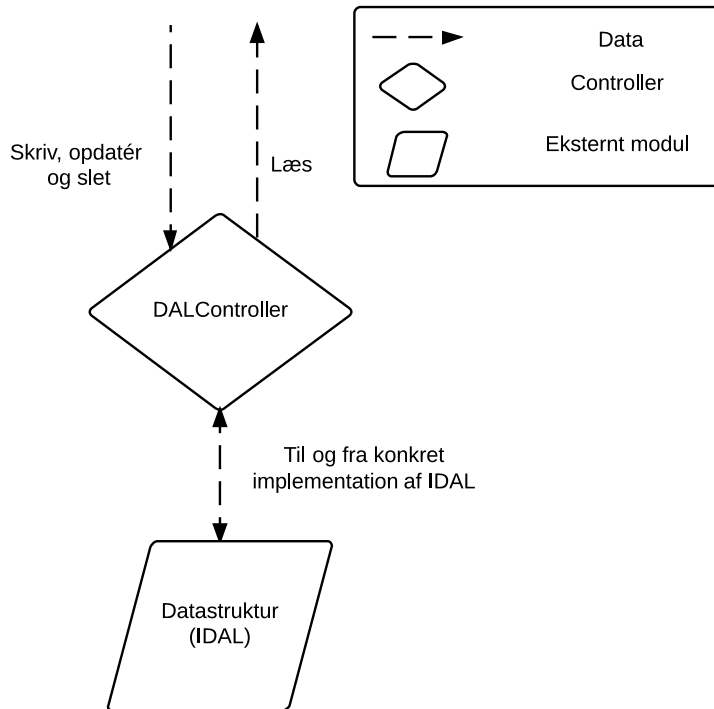 Data
Controller
Eksternt modul
Skriv, opdatér
og slet
Læs
DALController
Til og fra konkret
implementation af IDAL
Datastruktur
(IDAL)